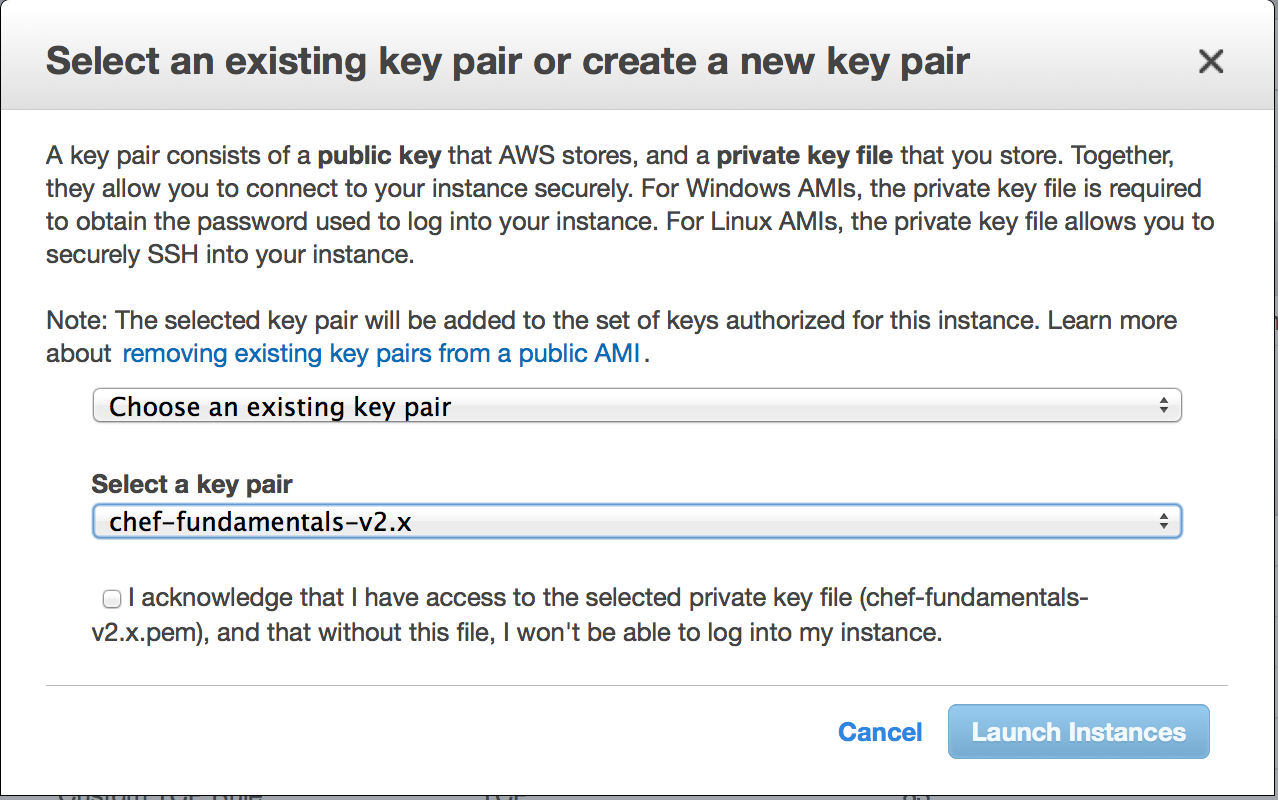 Select an existing key pair or create a new key pair
A key pair consists of a public key that AWS stores, and a private key file that you store. Together,
they allow you to connect to your instance securely. For Windows AMIs, the private key file is required
to obtain the password used to log into your instance. For Linux AMIs, the private key file allows you to
securely SSH into your instance.
Note: The selected key pair will be added to the set of keys authorized for this instance. Learn more
about removing existing key pairs from a public AMI.
Choose an existing key pair
Select a key pair
chef-fundamentals-v2.x
I acknowledge that I have access to the selected private key file (chef-fundamentals-
v2.x.pem), and that without this file, I won't be able to log into my instance.
Cancel Launch Instances
Custom TCP Rule TCP